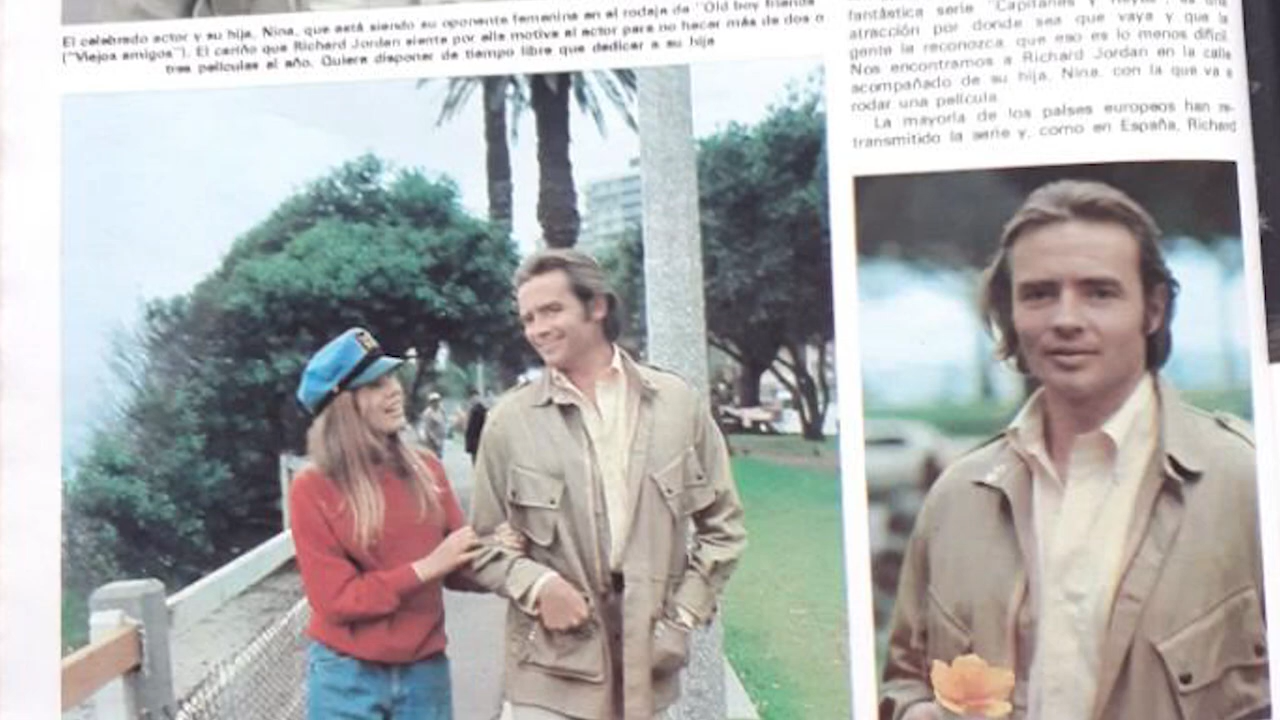 El celebrado actor y su hija, Nina, que está siendo su oponente femenina en el rodaje de "Old boy friends"
("Viejos amigos"). El cariño que Richard Jordan siente por ella motiva al actor para no hacer más de dos o
tres películas al año. Quiere disponer de tiempo libre que dedicar a su hija
fantástica serie "Capitanes y Reyes", es una
atracción por donde sea que vaya y que la
gente la reconozca, que eso es lo menos difícil.
Nos encontramos a Richard Jordan en la calle
acompañado de su hija, Nina, con la que va a
rodar una película.
La mayoría de los países europeos han re-
transmitido la serie y, como en España, Richard